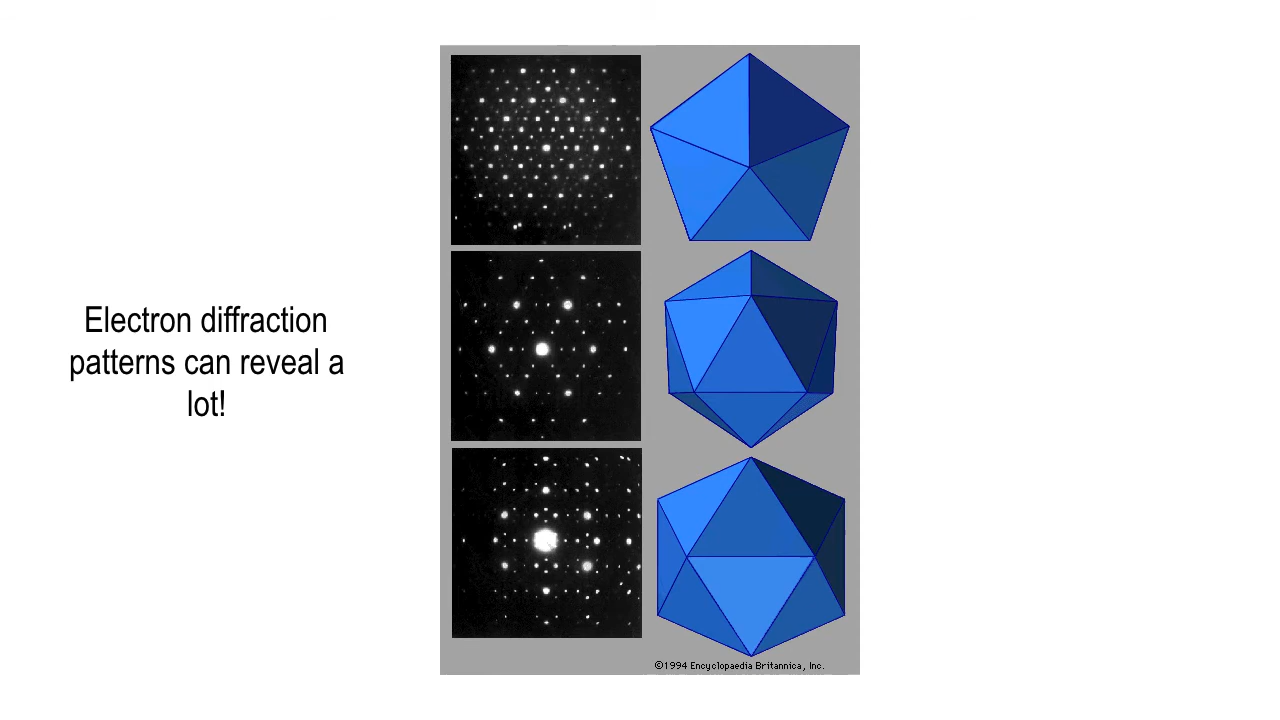 Electron diffraction
patterns can reveal a
lot!
©1994 Encyclopaedia Britannica, Inc.